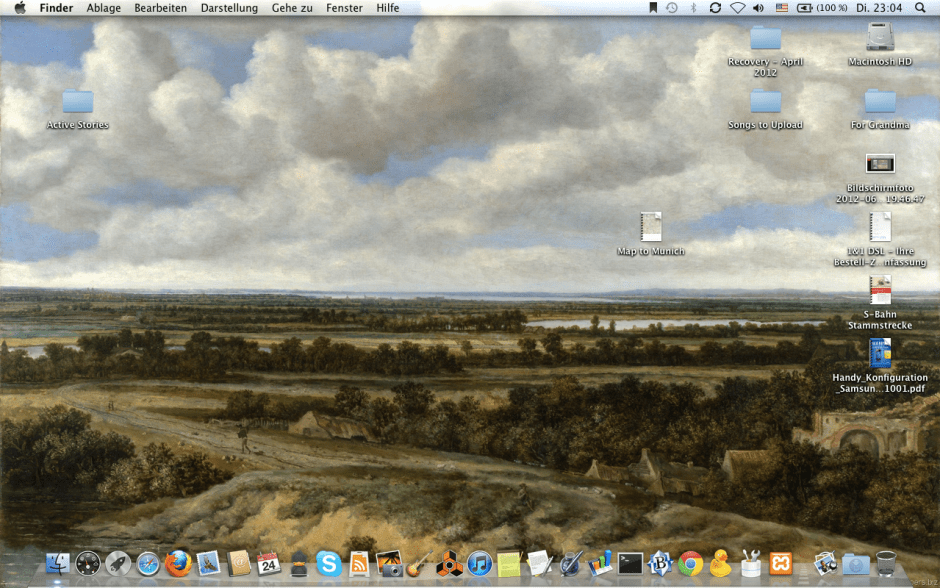 Finder Ablage Bearbeiten Darstellung Gehe zu Fenster Hilfe (100 %) Di. 23:04
Recovery - April
2012
Macintosh HD
Active Stories
Songs to Upload
For Grandma
Bildschirmfoto
2012-06...19.46.47
Map to Munich
1&1 DSL - Ihre
Bestell-Z...nfassung
S-Bahn
Stammstrecke
Handy_Konfiguration
_Samsun...1001.pdf
24